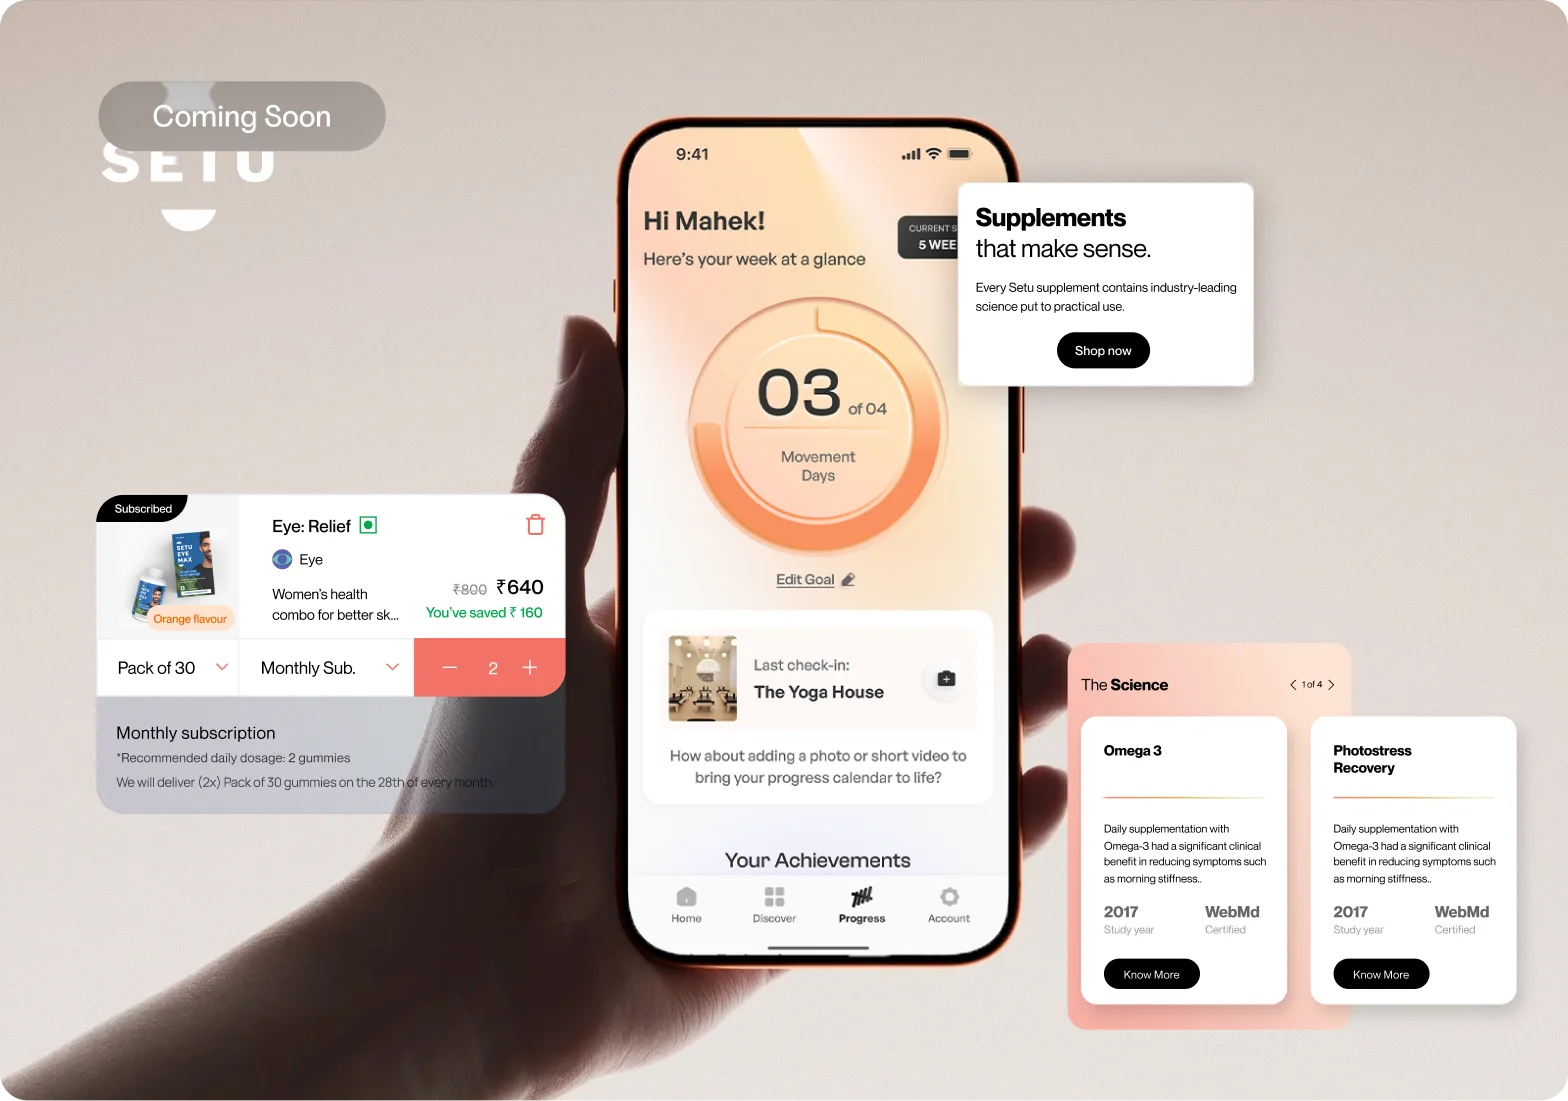 Coming Soon
SETU
9:41
Hi Mahek!
Here's your week at a glance
CURRENT S
5 WEE
03 of 04
Movement
Days
Edit Goal
Last check-in:
The Yoga House
How about adding a photo or short video to
bring your progress calendar to life?
Your Achievements
Home
Discover
Progress
Account
Supplements
that make sense.
Every Setu supplement contains industry-leading
science put to practical use.
Shop now
Subscribed
SETU
EYE
MAX
Orange flavour
Eye: Relief
Eye
Women's health
combo for better sk...
₹800 ₹640
You've saved ₹ 160
Pack of 30
Monthly Sub.
2
Monthly subscription
*Recommended daily dosage: 2 gummies
We will deliver (2x) Pack of 30 gummies on the 28th of every month.
The Science
1 of 4
Omega 3
Daily supplementation with
Omega-3 had a significant clinical
benefit in reducing symptoms such
as morning stiffness..
2017
Study year
WebMd
Certified
Know More
Photostress
Recovery
Daily supplementation with
Omega-3 had a significant clinical
benefit in reducing symptoms such
as morning stiffness..
2017
Study year
WebMd
Certified
Know More